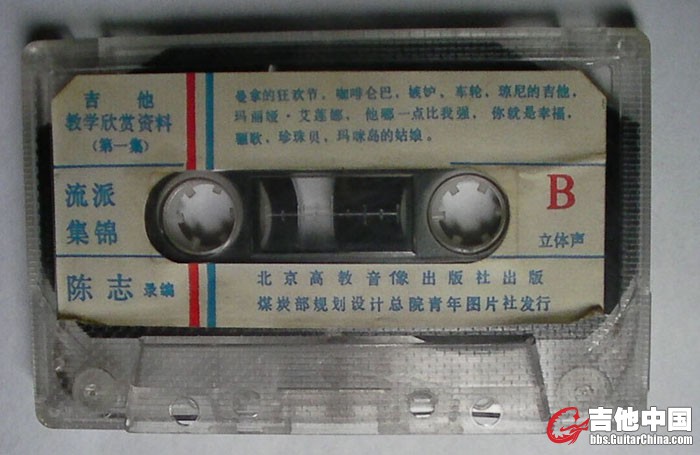 吉他
教学欣赏资料
（第一集）
曼拿的狂欢节，咖啡仑巴，嫉妒，车轮，琼尼的吉他，
玛丽娅·艾莲娜，他哪一点比我强，你就是幸福，
骊歌，珍珠贝，玛咪岛的姑娘。
流派
集锦
B
立体声
陈志 录编
北京高教音像出版社出版
煤炭部规划设计总院青年图片社发行
吉他中国
bbs.GuitarChina.com